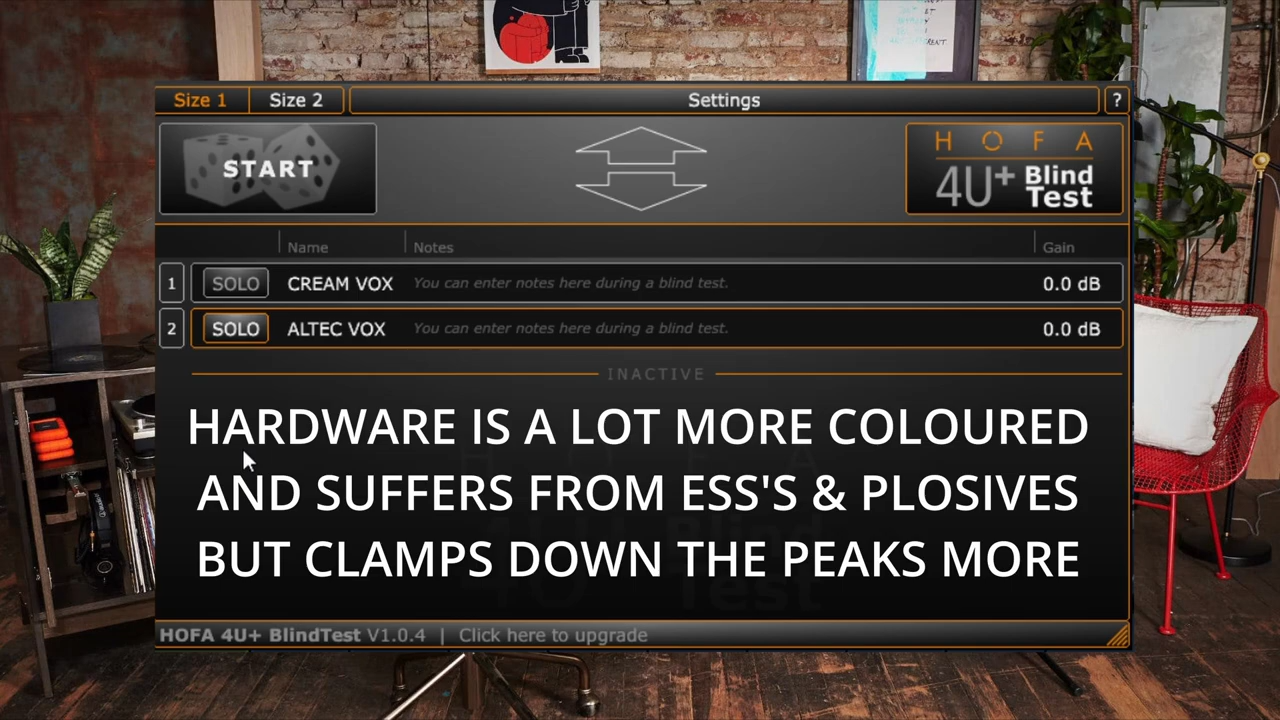 Size 1 Size 2 Settings ?
START
HOFA
4U+ Blind Test
Name Notes Gain
1 SOLO CREAM VOX You can enter notes here during a blind test. 0.0 dB
2 SOLO ALTEC VOX You can enter notes here during a blind test. 0.0 dB
INACTIVE
HARDWARE IS A LOT MORE COLOURED
AND SUFFERS FROM ESS'S & PLOSIVES
BUT CLAMPS DOWN THE PEAKS MORE
HOFA 4U+ BlindTest V1.0.4 | Click here to upgrade